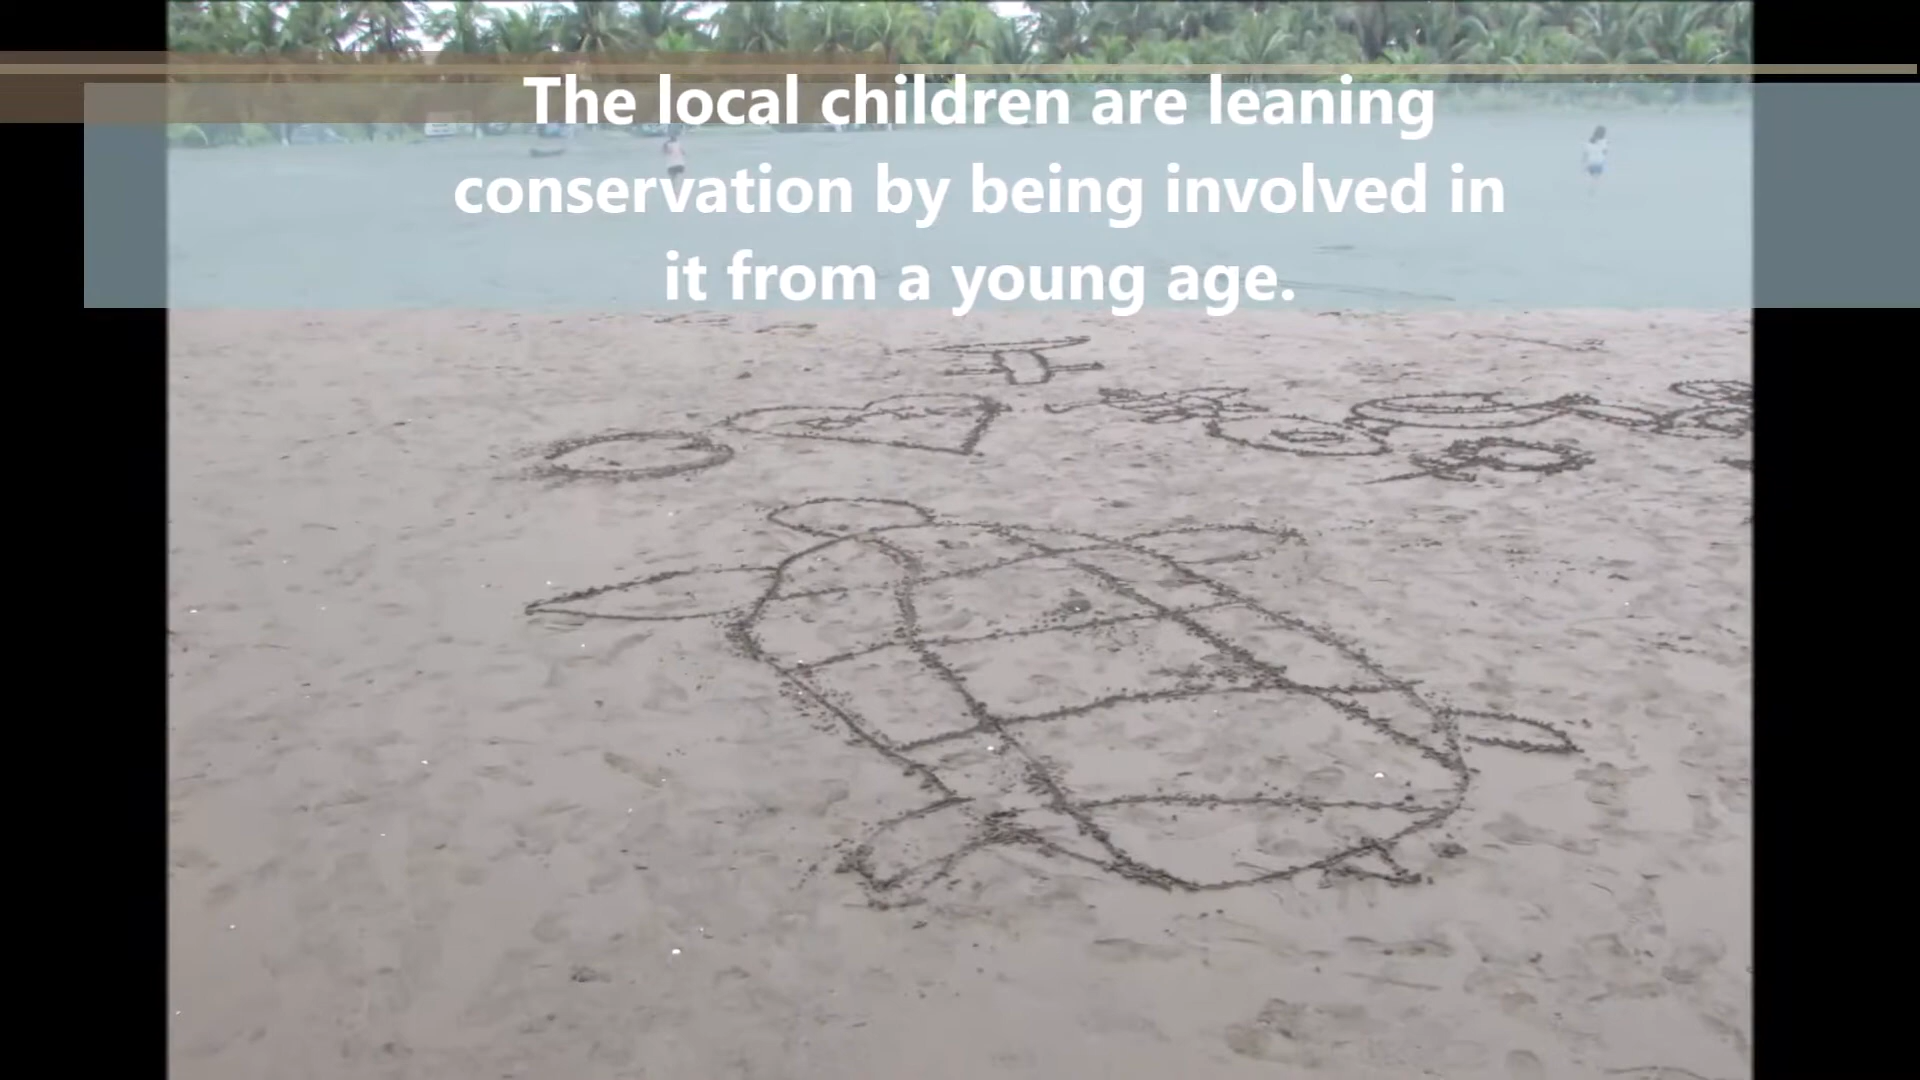 The local children are leaning
conservation by being involved in
it from a young age.